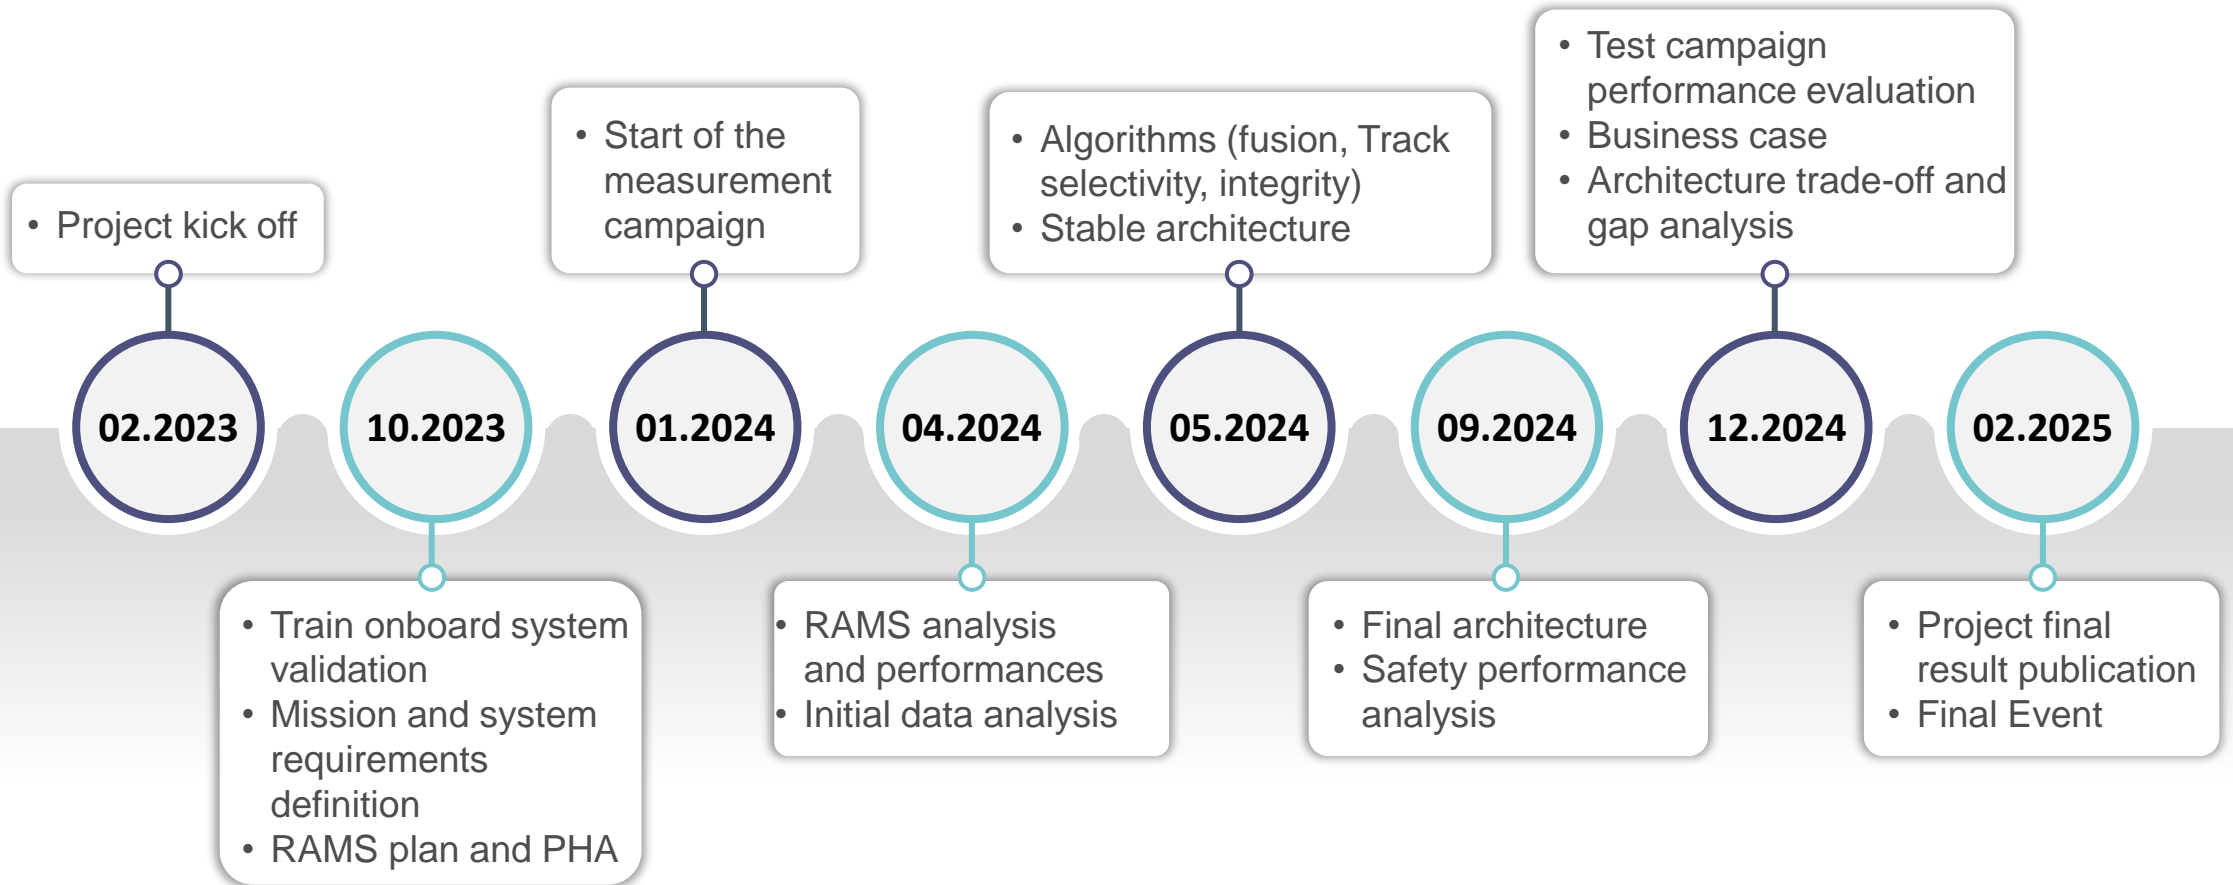 • Project kick off
02.2023
10.2023
• Train onboard system
validation
• Mission and system
requirements
definition
• RAMS plan and PHA
• Start of the
measurement
campaign
01.2024
04.2024
• RAMS analysis
and performances
• Initial data analysis
• Algorithms (fusion, Track
selectivity, integrity)
• Stable architecture
05.2024
09.2024
• Final architecture
• Safety performance
analysis
• Test campaign
performance evaluation
• Business case
• Architecture trade-off and
gap analysis
12.2024
02.2025
• Project final
result publication
• Final Event